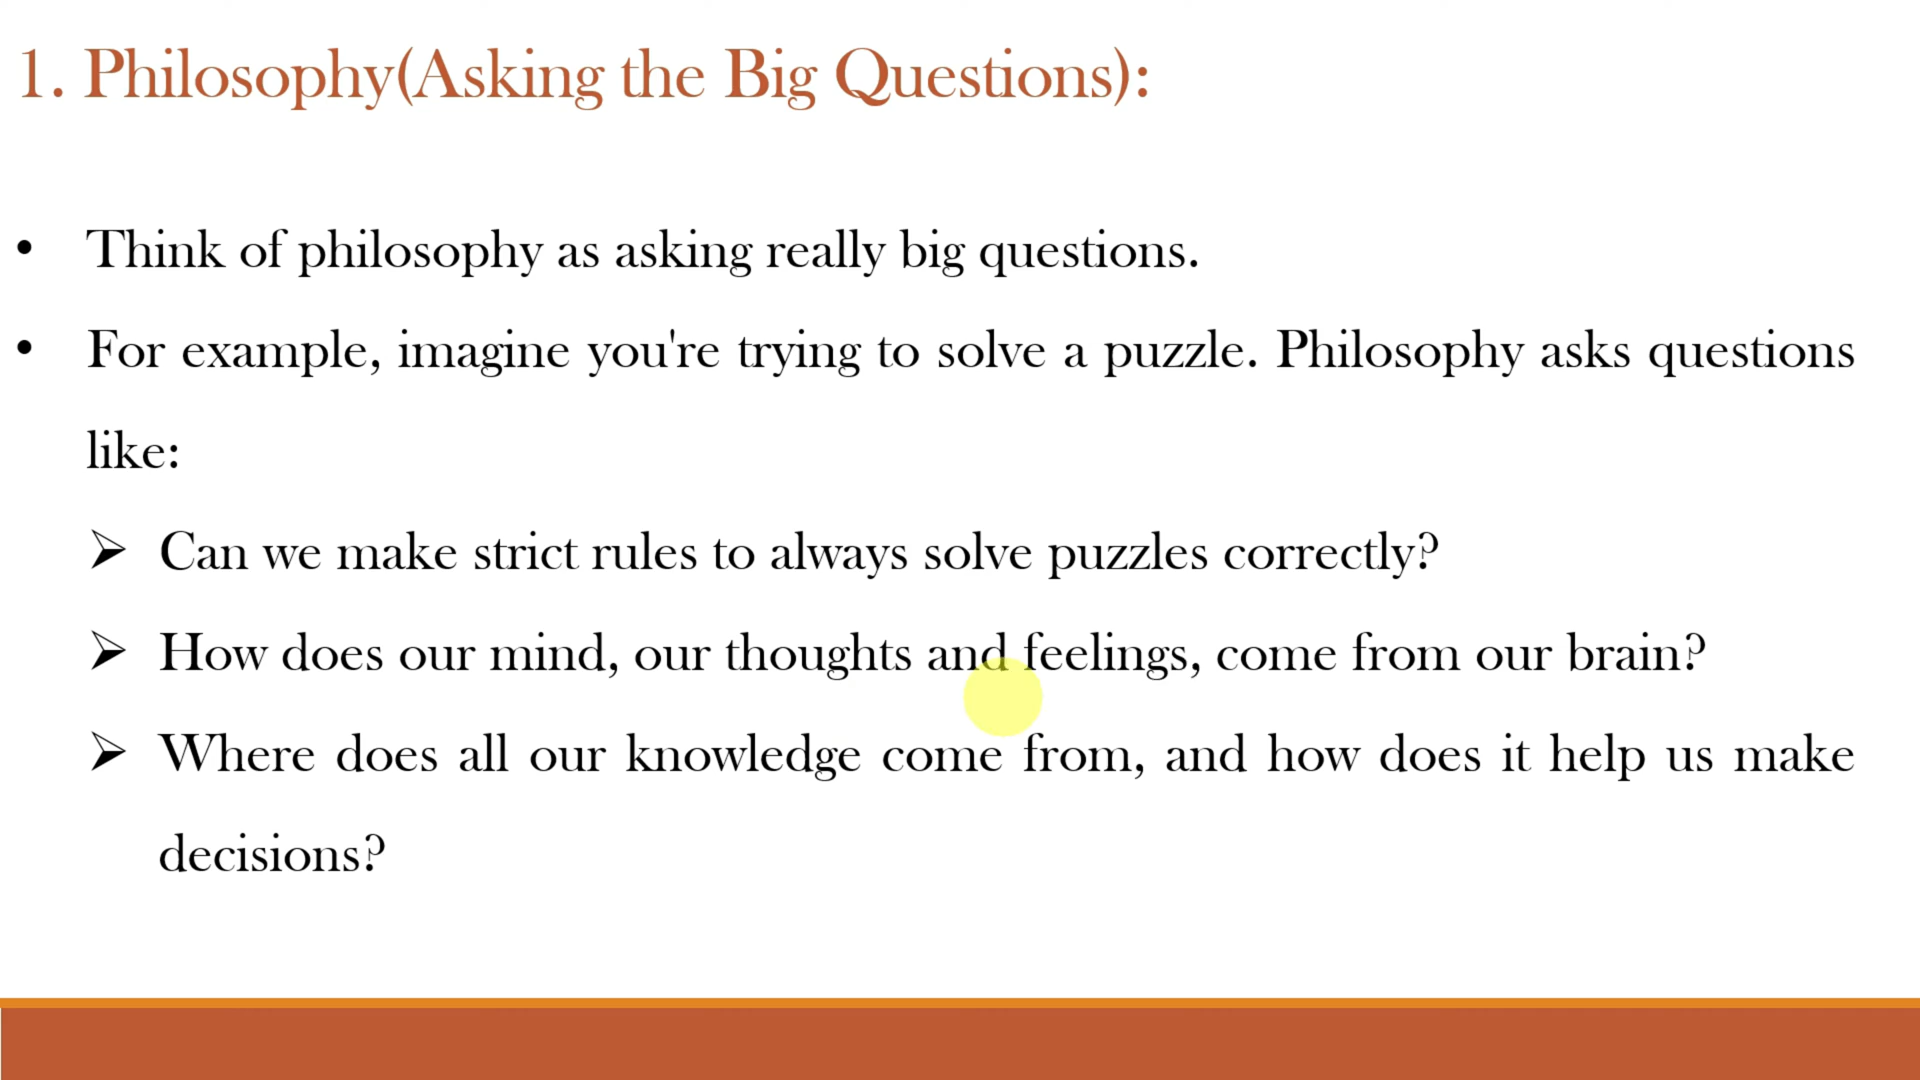 1. Philosophy(Asking the Big Questions):
• Think of philosophy as asking really big questions.
• For example, imagine you're trying to solve a puzzle. Philosophy asks questions
like:
➢ Can we make strict rules to always solve puzzles correctly?
➢ How does our mind, our thoughts and feelings, come from our brain?
➢ Where does all our knowledge come from, and how does it help us make
decisions?